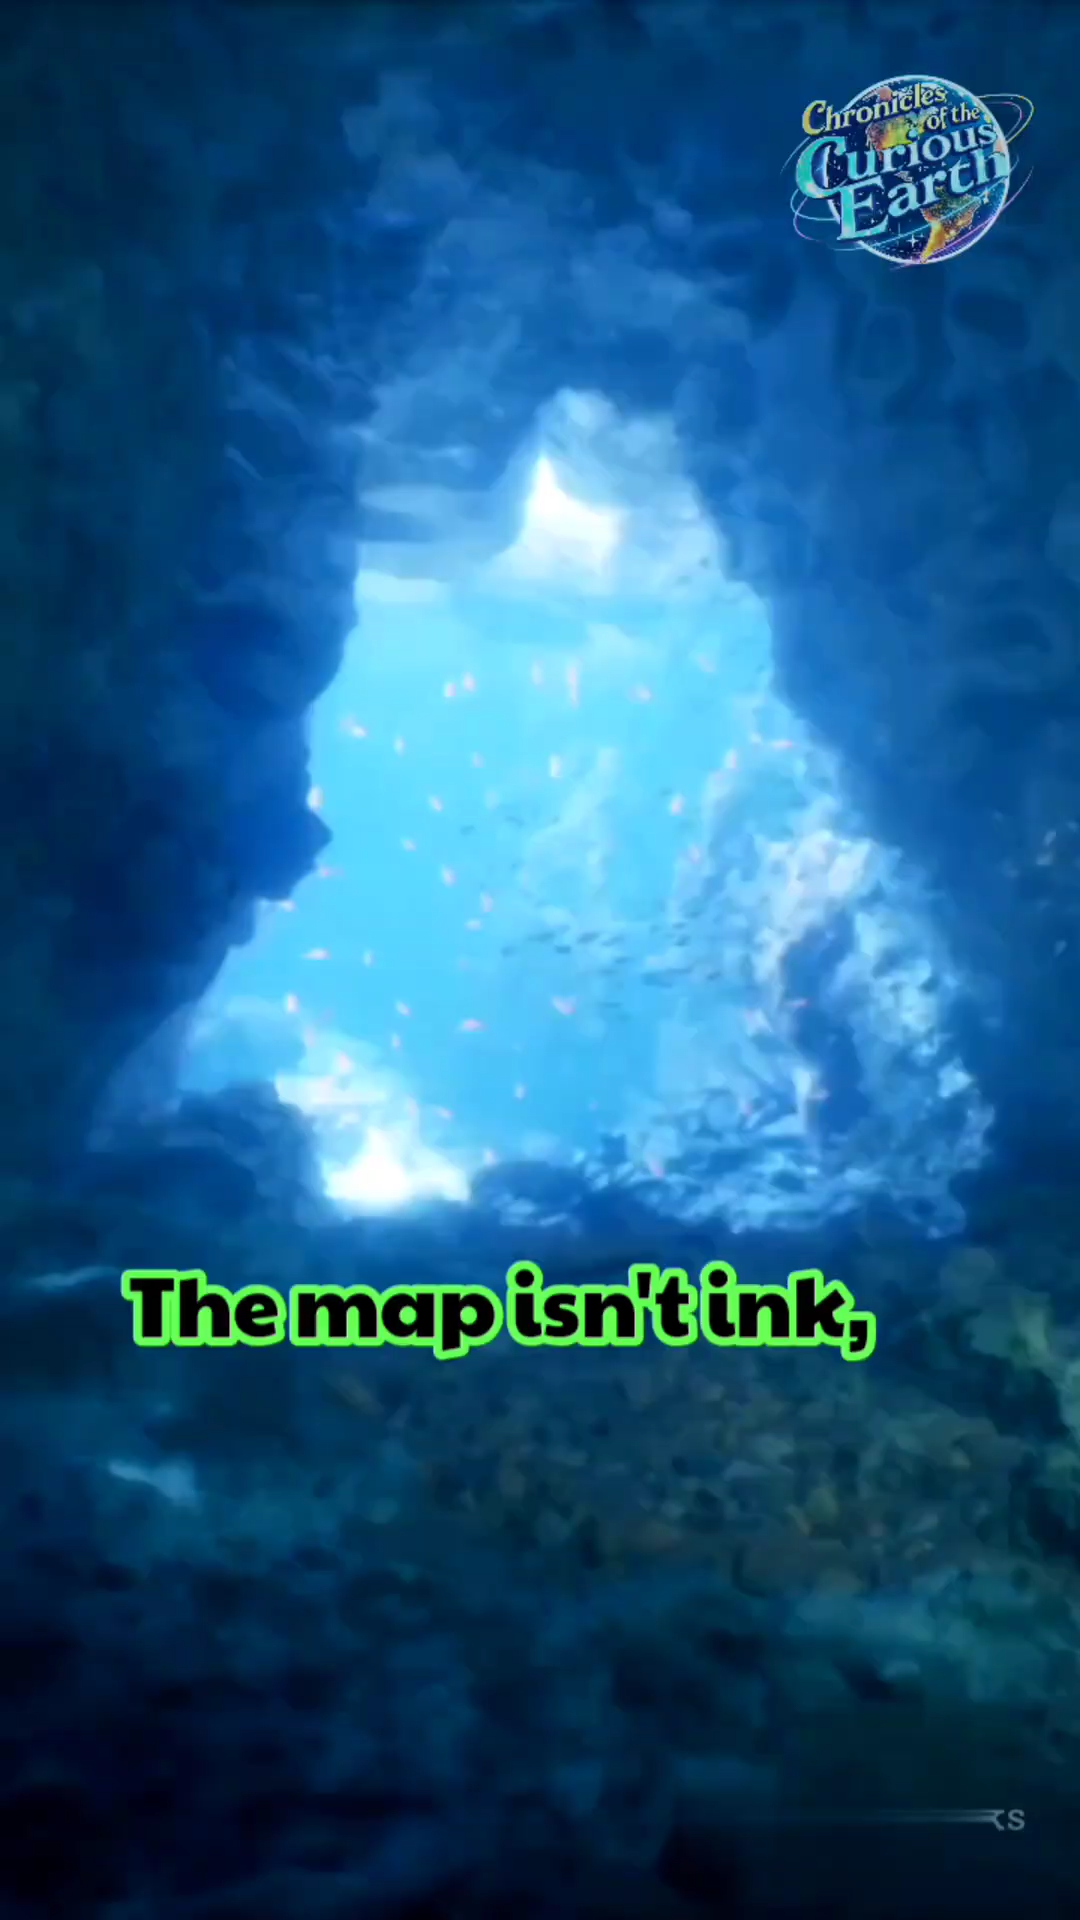 Chronicles
of the
Curious
Earth
The map isn't ink,